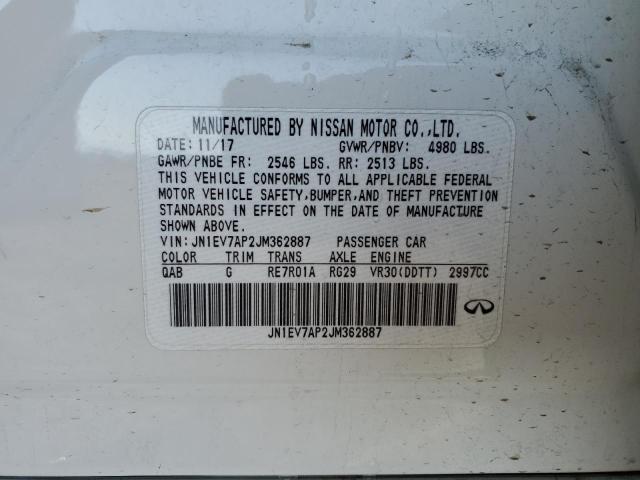 MANUFACTURED BY NISSAN MOTOR CO.,LTD.
DATE: 11/17 GVWR/PNBV: 4980 LBS.
GAWR/PNBE FR: 2546 LBS. RR: 2513 LBS.
THIS VEHICLE CONFORMS TO ALL APPLICABLE FEDERAL
MOTOR VEHICLE SAFETY, BUMPER, AND THEFT PREVENTION
STANDARDS IN EFFECT ON THE DATE OF MANUFACTURE
SHOWN ABOVE.
VIN: JN1EV7AP2JM362887 PASSENGER CAR
COLOR TRIM TRANS AXLE ENGINE
QAB G RE7R01A RG29 VR30(DDTT) 2997CC
JN1EV7AP2JM362887